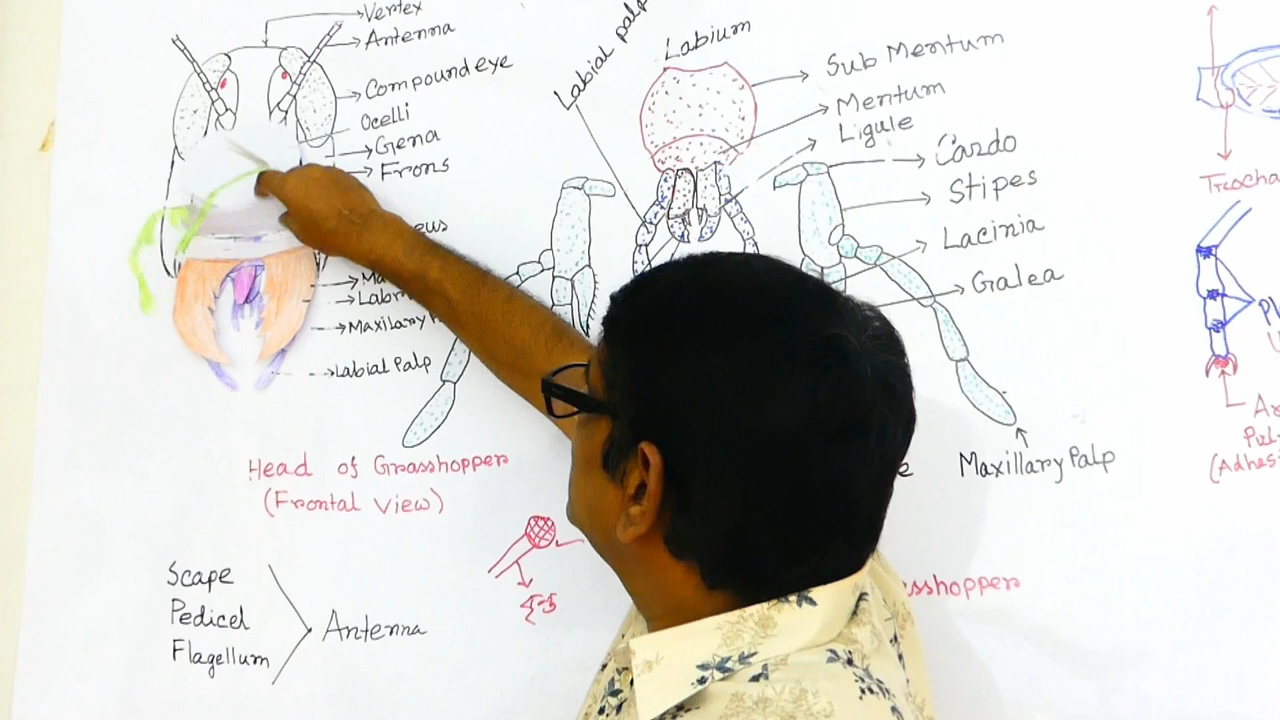 Vertex
Antenna
Compound eye
Ocelli
Gena
Frons
Labial Palp
Head of Grasshopper
(Frontal View)
Scape
Pedicel
Flagellum
Antenna
Labial palp
Labium
Sub Mentum
Mentum
Ligule
Cardo
Stipes
Lacinia
Galea
Maxillary Palp